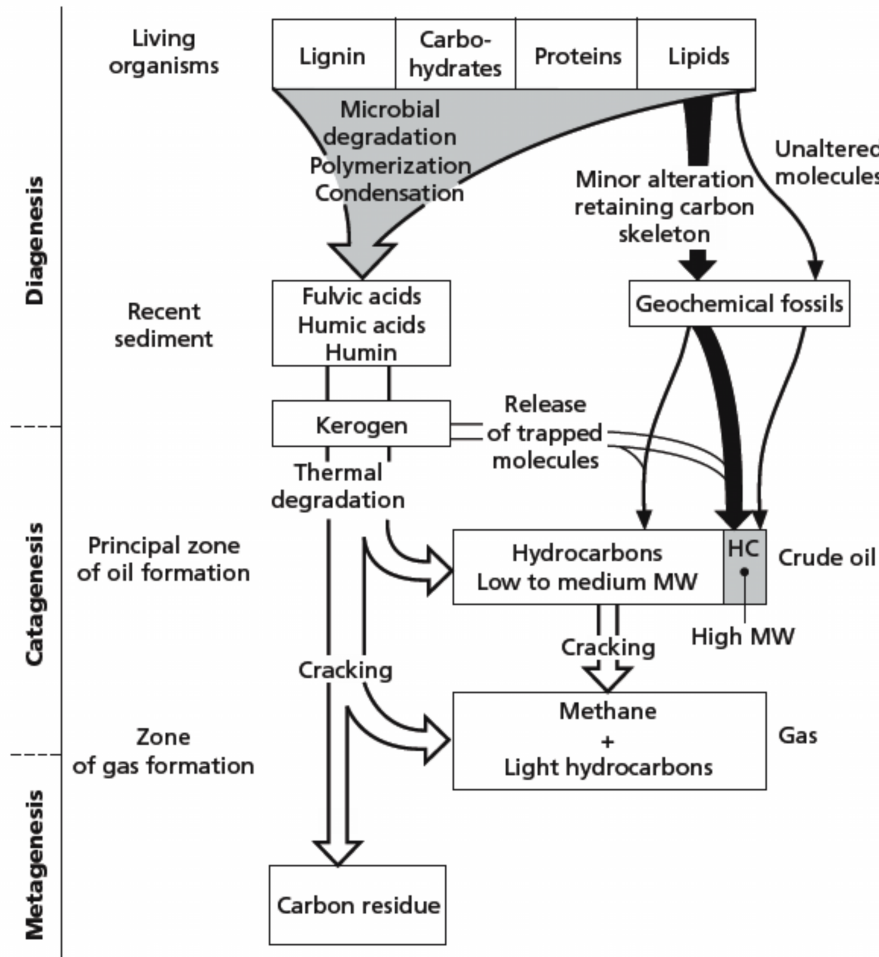 Living
organisms
Lignin
Carbo-
hydrates
Proteins
Lipids
Microbial
degradation
Polymerization
Condensation
Minor alteration
retaining carbon
skeleton
Unaltered
molecules
Diagenesis
Recent
sediment
Fulvic acids
Humic acids
Humin
Geochemical fossils
Kerogen
Release
of trapped
molecules
Thermal
degradation
Catagenesis
Principal zone
of oil formation
Hydrocarbons
Low to medium MW
HC
Crude oil
High MW
Cracking
Cracking
Zone
of gas formation
Methane
+
Light hydrocarbons
Gas
Metagenesis
Carbon residue